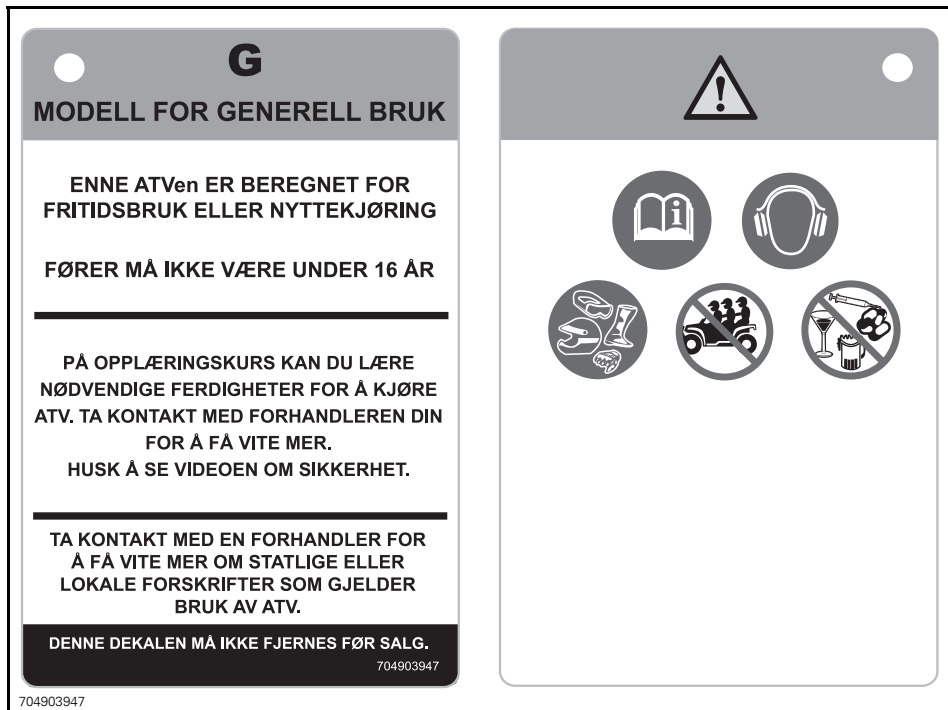 G
MODELL FOR GENERELL BRUK
ENNE ATVen ER BEREGNET FOR
FRITIDSBRUK ELLER NYTTEKJØRING
FØRER MÅ IKKE VÆRE UNDER 16 ÅR
PÅ OPPLÆRINGSKURS KAN DU LÆRE
NØDVENDIGE FERDIGHETER FOR Å KJØRE
ATV. TA KONTAKT MED FORHANDLEREN DIN
FOR Å FÅ VITE MER.
HUSK Å SE VIDEOEN OM SIKKERHET.
TA KONTAKT MED EN FORHANDLER FOR
Å FÅ VITE MER OM STATLIGE ELLER
LOKALE FORSKRIFTER SOM GJELDER
BRUK AV ATV.
DENNE DEKALEN MÅ IKKE FJERNES FØR SALG.
704903947
704903947
!
i